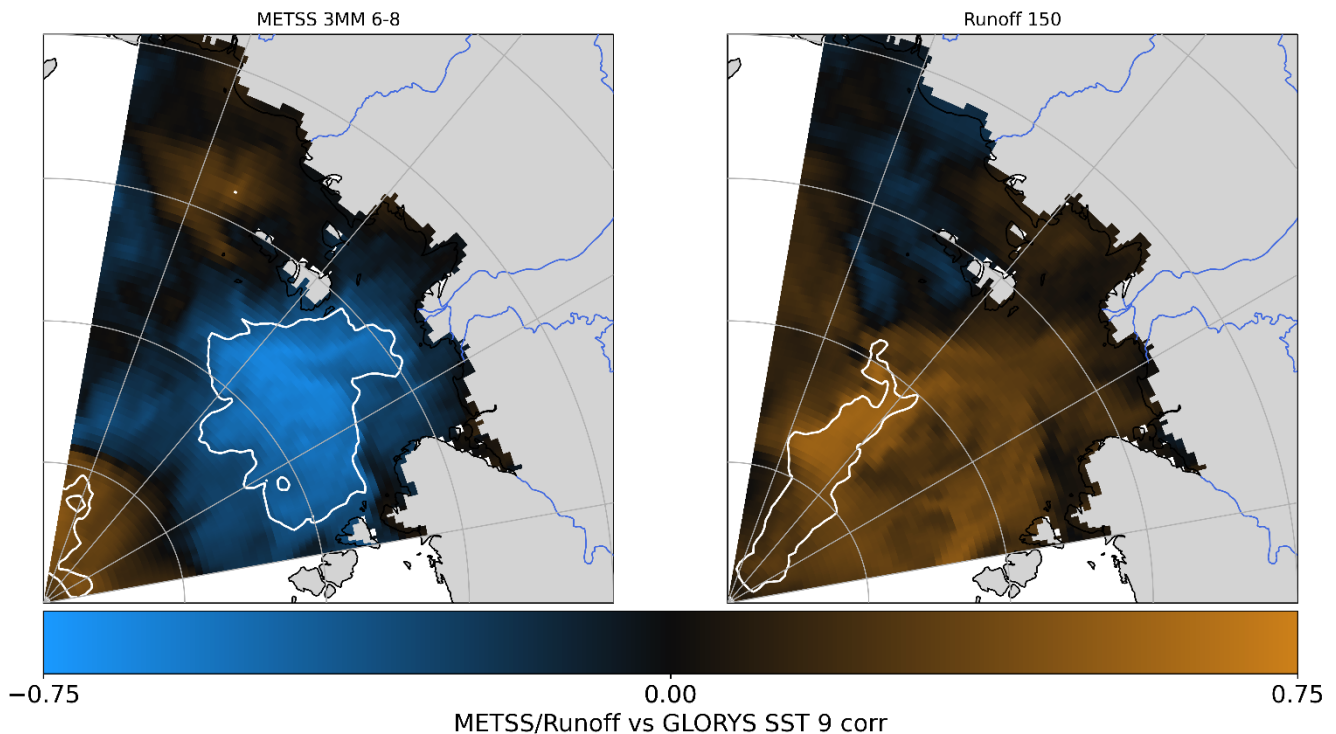 METSS 3MM 6-8
Runoff 150
−0.75
0.00
0.75
METSS/Runoff vs GLORYS SST 9 corr